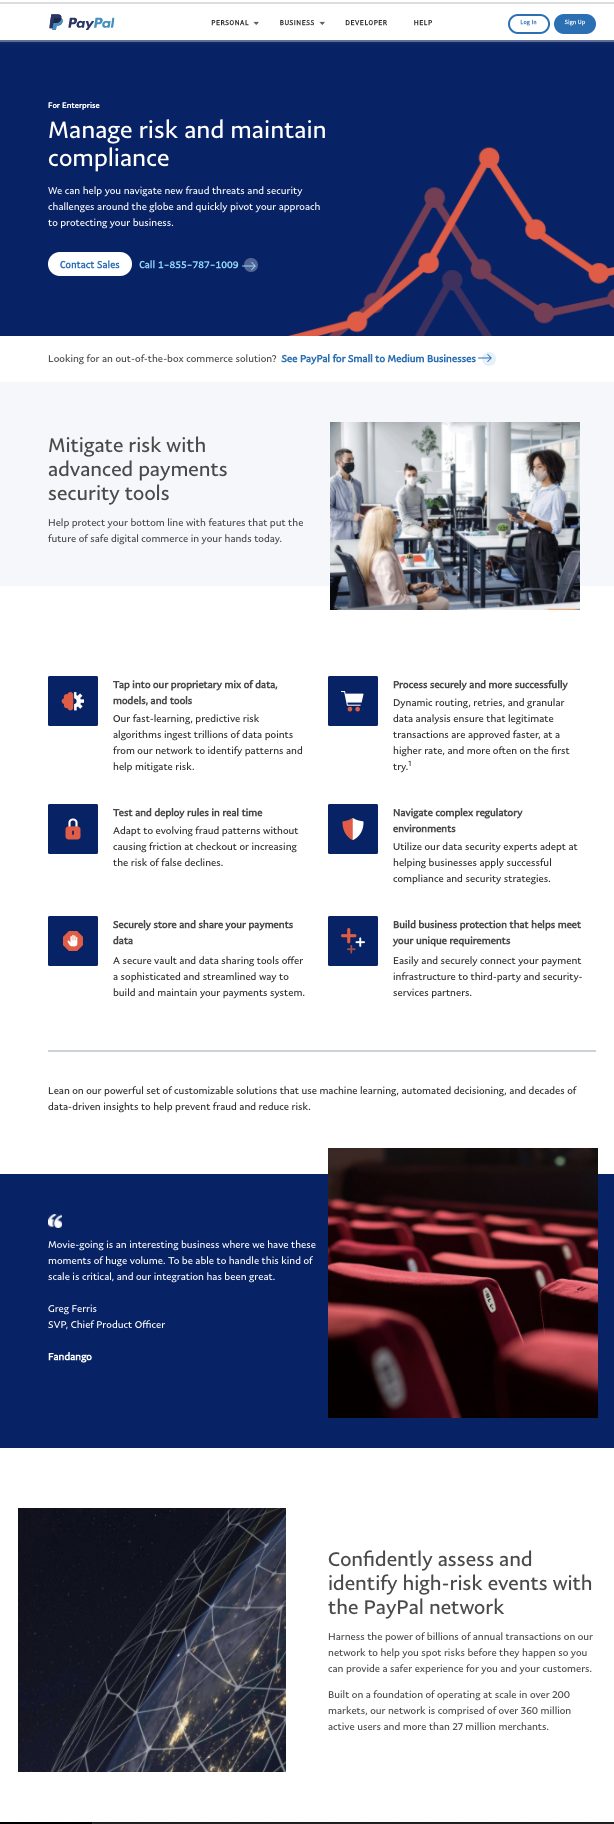 PayPal
PERSONAL
BUSINESS
DEVELOPER
HELP
Log In
Sign Up
For Enterprise
Manage risk and maintain
compliance
We can help you navigate new fraud threats and security
challenges around the globe and quickly pivot your approach
to protecting your business.
Contact Sales
Call 1-855-787-1009
Looking for an out-of-the-box commerce solution? See PayPal for Small to Medium Businesses
Mitigate risk with
advanced payments
security tools
Help protect your bottom line with features that put the
future of safe digital commerce in your hands today.
Tap into our proprietary mix of data,
models, and tools
Our fast-learning, predictive risk
algorithms ingest trillions of data points
from our network to identify patterns and
help mitigate risk.
Process securely and more successfully
Dynamic routing, retries, and granular
data analysis ensure that legitimate
transactions are approved faster, at a
higher rate, and more often on the first
try.1
Test and deploy rules in real time
Adapt to evolving fraud patterns without
causing friction at checkout or increasing
the risk of false declines.
Navigate complex regulatory
environments
Utilize our data security experts adept at
helping businesses apply successful
compliance and security strategies.
Securely store and share your payments
data
A secure vault and data sharing tools offer
a sophisticated and streamlined way to
build and maintain your payments system.
Build business protection that helps meet
your unique requirements
Easily and securely connect your payment
infrastructure to third-party and security-
services partners.
Lean on our powerful set of customizable solutions that use machine learning, automated decisioning, and decades of
data-driven insights to help prevent fraud and reduce risk.
“
Movie-going is an interesting business where we have these
moments of huge volume. To be able to handle this kind of
scale is critical, and our integration has been great.
Greg Ferris
SVP, Chief Product Officer
Fandango
Confidently assess and
identify high-risk events with
the PayPal network
Harness the power of billions of annual transactions on our
network to help you spot risks before they happen so you
can provide a safer experience for you and your customers.
Built on a foundation of operating at scale in over 200
markets, our network is comprised of over 360 million
active users and more than 27 million merchants.